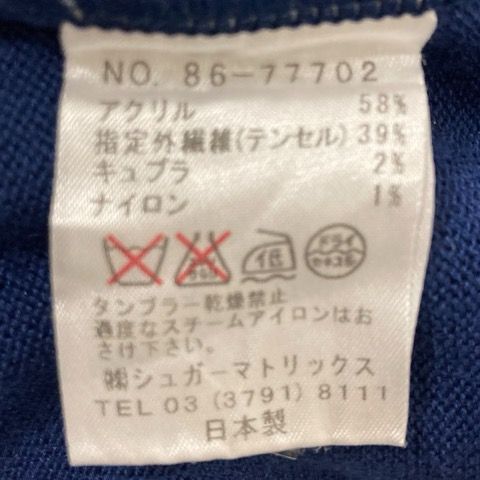 NO. 86-77702
アクリル 58%
指定外繊維(テンセル) 39%
キュプラ 2%
ナイロン 1%
低 ドライ
タンブラー乾燥禁止
過度なスチームアイロンはお
さけ下さい。
㈱シュガーマトリックス
TEL 03 (3791) 8111
日本製